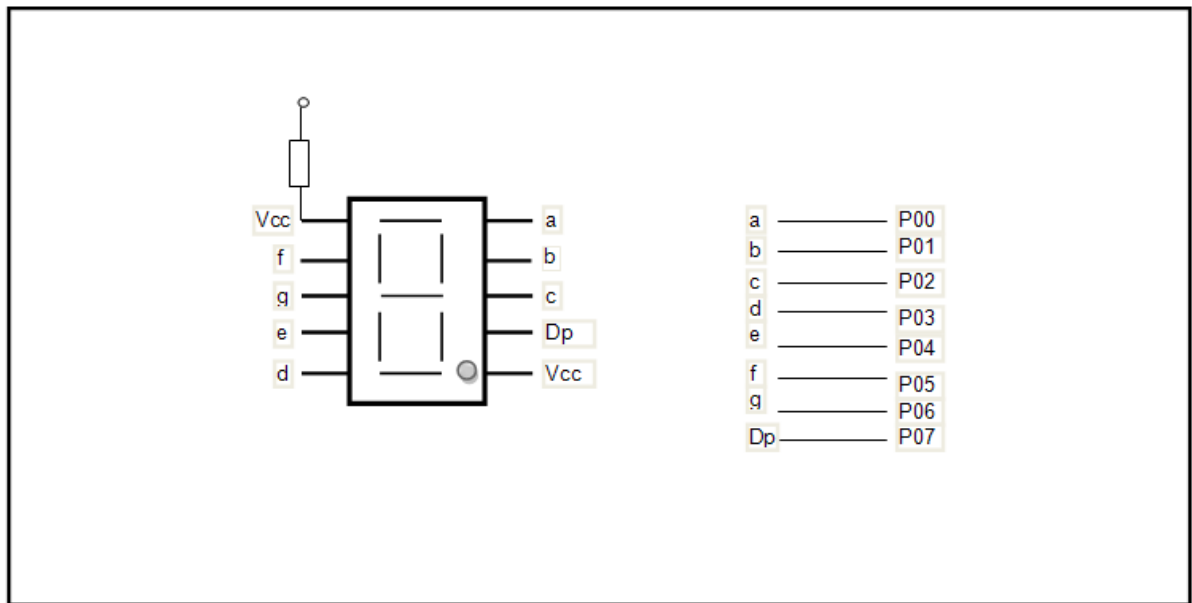 Vcc
f
g
e
d
a
b
c
Dp
Vcc
a P00
b P01
c P02
d P03
e P04
f P05
g P06
Dp P07